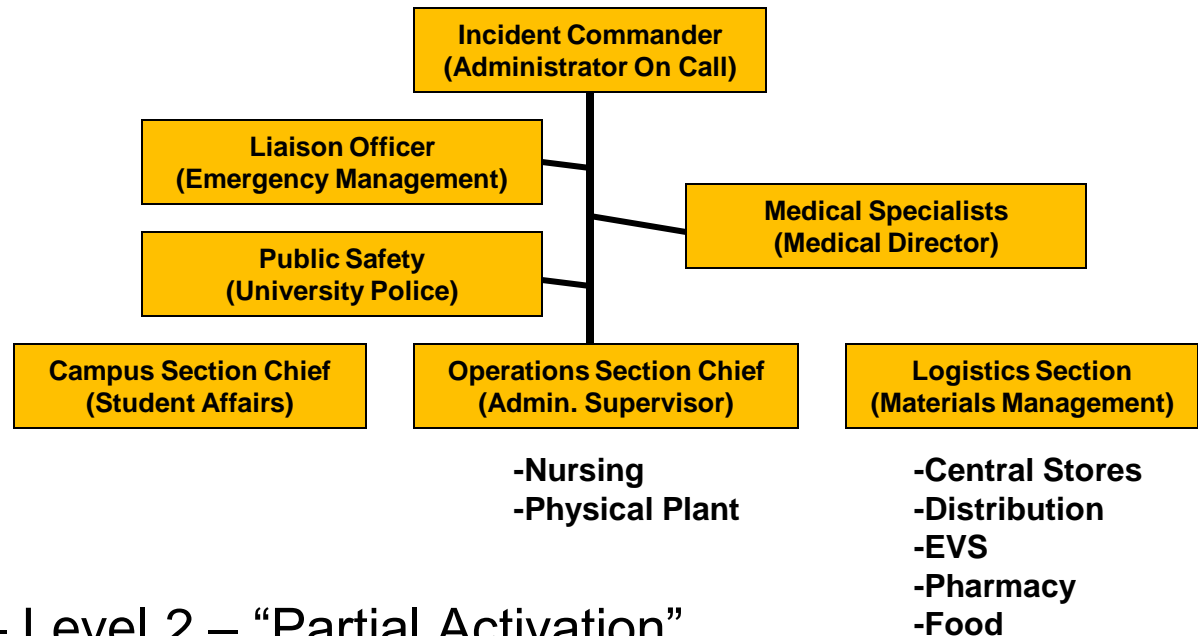 Incident Commander
(Administrator On Call)
Liaison Officer
(Emergency Management)
Medical Specialists
(Medical Director)
Public Safety
(University Police)
Campus Section Chief
(Student Affairs)
Operations Section Chief
(Admin. Supervisor)
Logistics Section
(Materials Management)
-Nursing
-Physical Plant
-Central Stores
-Distribution
-EVS
-Pharmacy
-Food
- Level 2 – “Partial Activation”